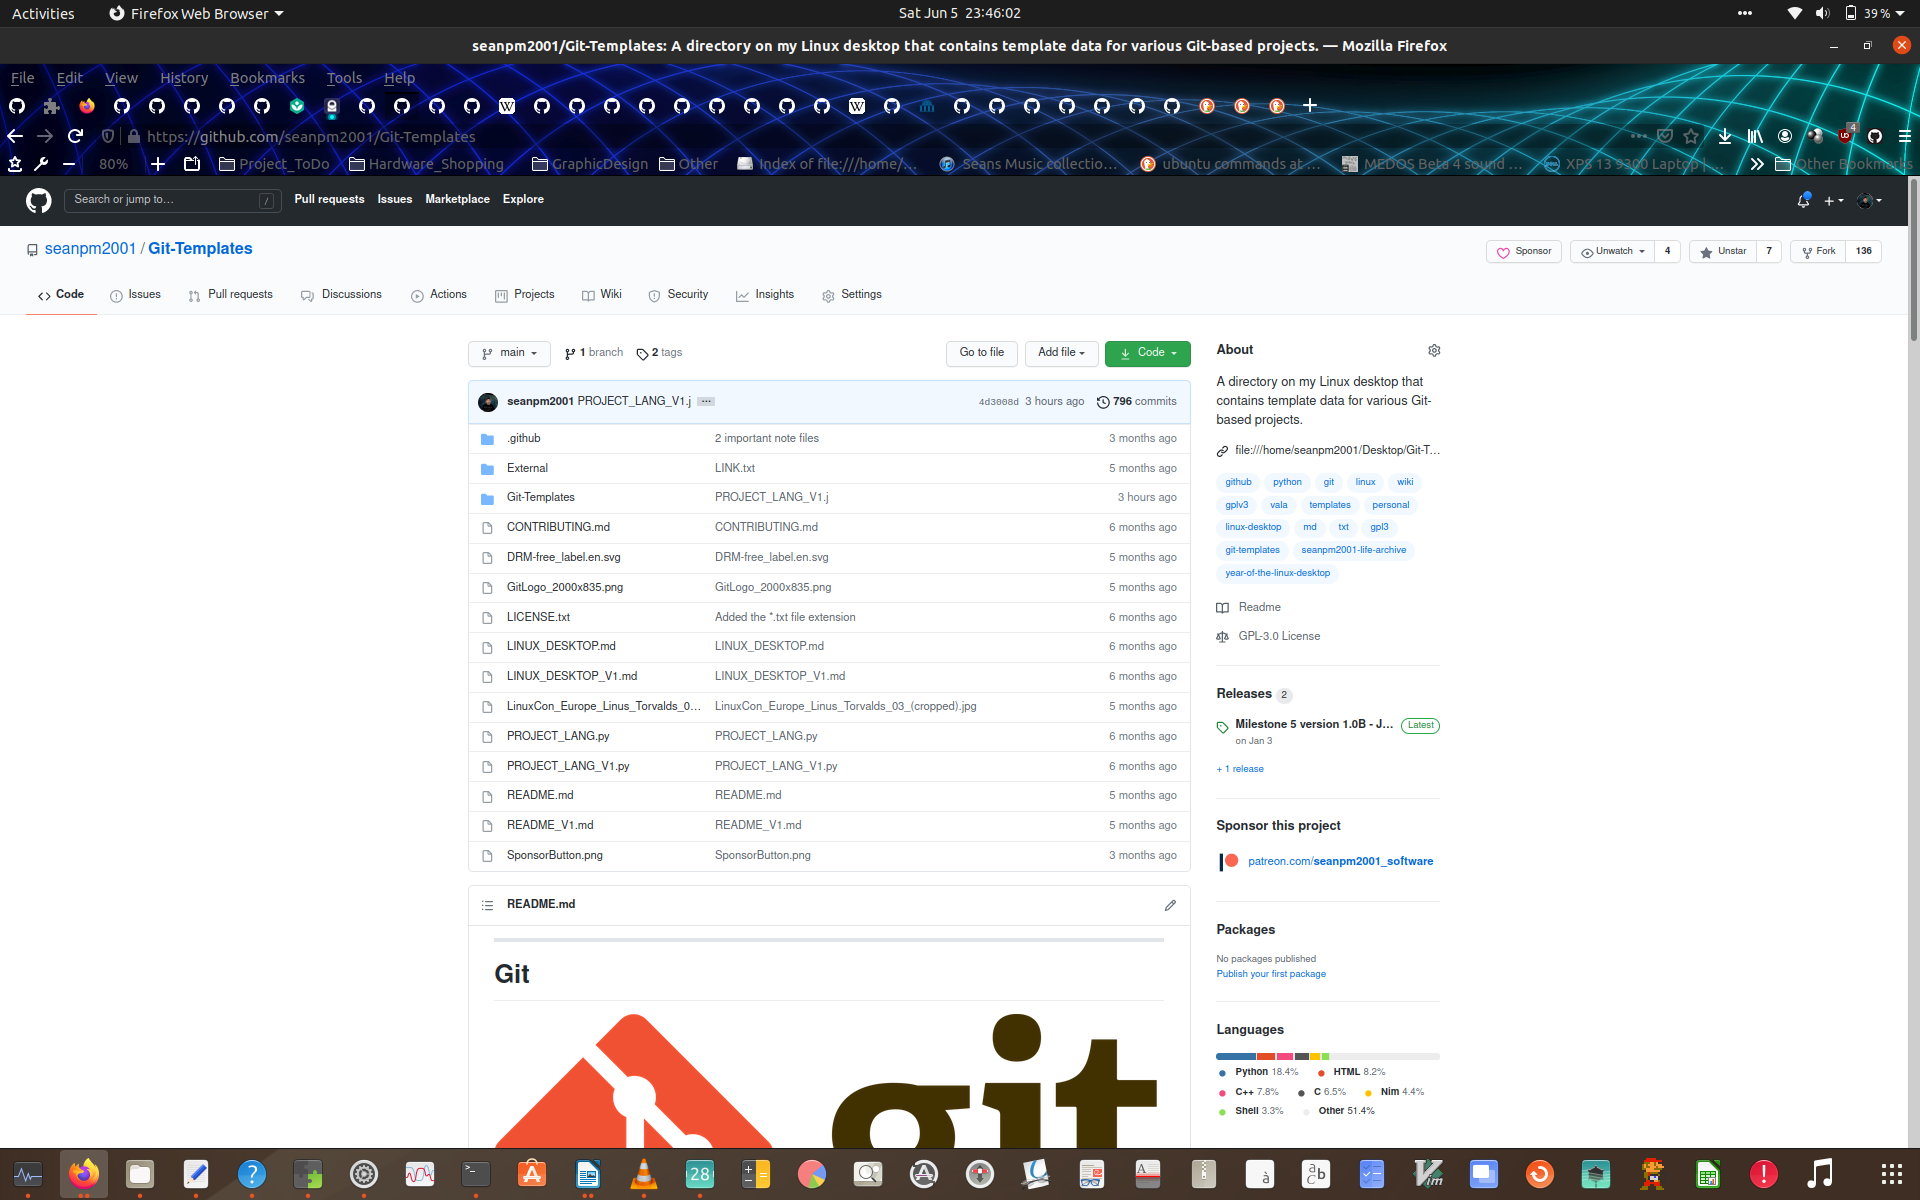 Activities Firefox Web Browser Sat Jun 5 23:46:02 39 %
seanpm2001/Git-Templates: A directory on my Linux desktop that contains template data for various Git-based projects. — Mozilla Firefox
File Edit View History Bookmarks Tools Help
https://github.com/seanpm2001/Git-Templates 4
80% Project_ToDo Hardware_Shopping GraphicDesign Other Index of file:///home/... Seans Music collectio... ubuntu commands at ... MEDOS Beta 4 sound ... XPS 13 9300 Laptop | ... Other Bookmarks
Search or jump to... / Pull requests Issues Marketplace Explore
seanpm2001 / Git-Templates Sponsor Unwatch 4 Unstar 7 Fork 136
Code Issues Pull requests Discussions Actions Projects Wiki Security Insights Settings
main 1 branch 2 tags Go to file Add file Code
seanpm2001 PROJECT_LANG_V1.j ... 4d3008d 3 hours ago 796 commits
.github 2 important note files 3 months ago
External LINK.txt 5 months ago
Git-Templates PROJECT_LANG_V1.j 3 hours ago
CONTRIBUTING.md CONTRIBUTING.md 6 months ago
DRM-free_label.en.svg DRM-free_label.en.svg 5 months ago
GitLogo_2000x835.png GitLogo_2000x835.png 5 months ago
LICENSE.txt Added the *.txt file extension 6 months ago
LINUX_DESKTOP.md LINUX_DESKTOP.md 6 months ago
LINUX_DESKTOP_V1.md LINUX_DESKTOP_V1.md 6 months ago
LinuxCon_Europe_Linus_Torvalds_0... LinuxCon_Europe_Linus_Torvalds_03_(cropped).jpg 5 months ago
PROJECT_LANG.py PROJECT_LANG.py 6 months ago
PROJECT_LANG_V1.py PROJECT_LANG_V1.py 6 months ago
README.md README.md 5 months ago
README_V1.md README_V1.md 5 months ago
SponsorButton.png SponsorButton.png 3 months ago
README.md
Git
git
About
A directory on my Linux desktop that
contains template data for various Git-
based projects.
file:///home/seanpm2001/Desktop/Git-T...
github python git linux wiki
gplv3 vala templates personal
linux-desktop md txt gpl3
git-templates seanpm2001-life-archive
year-of-the-linux-desktop
Readme
GPL-3.0 License
Releases 2
Milestone 5 version 1.0B - J... Latest
on Jan 3
+ 1 release
Sponsor this project
patreon.com/seanpm2001_software
Packages
No packages published
Publish your first package
Languages
Python 18.4% HTML 8.2%
C++ 7.8% C 6.5% Nim 4.4%
Shell 3.3% Other 51.4%
28